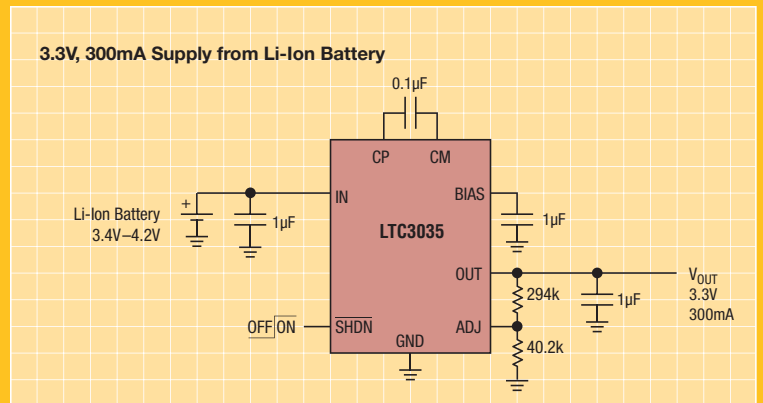 3.3V, 300mA Supply from Li-Ion Battery
0.1µF
CP
CM
IN
BIAS
+
Li-Ion Battery
3.4V–4.2V
1µF
LTC3035
1µF
OUT
VOUT
3.3V
300mA
294k
1µF
OFF ON
SHDN
GND
ADJ
40.2k